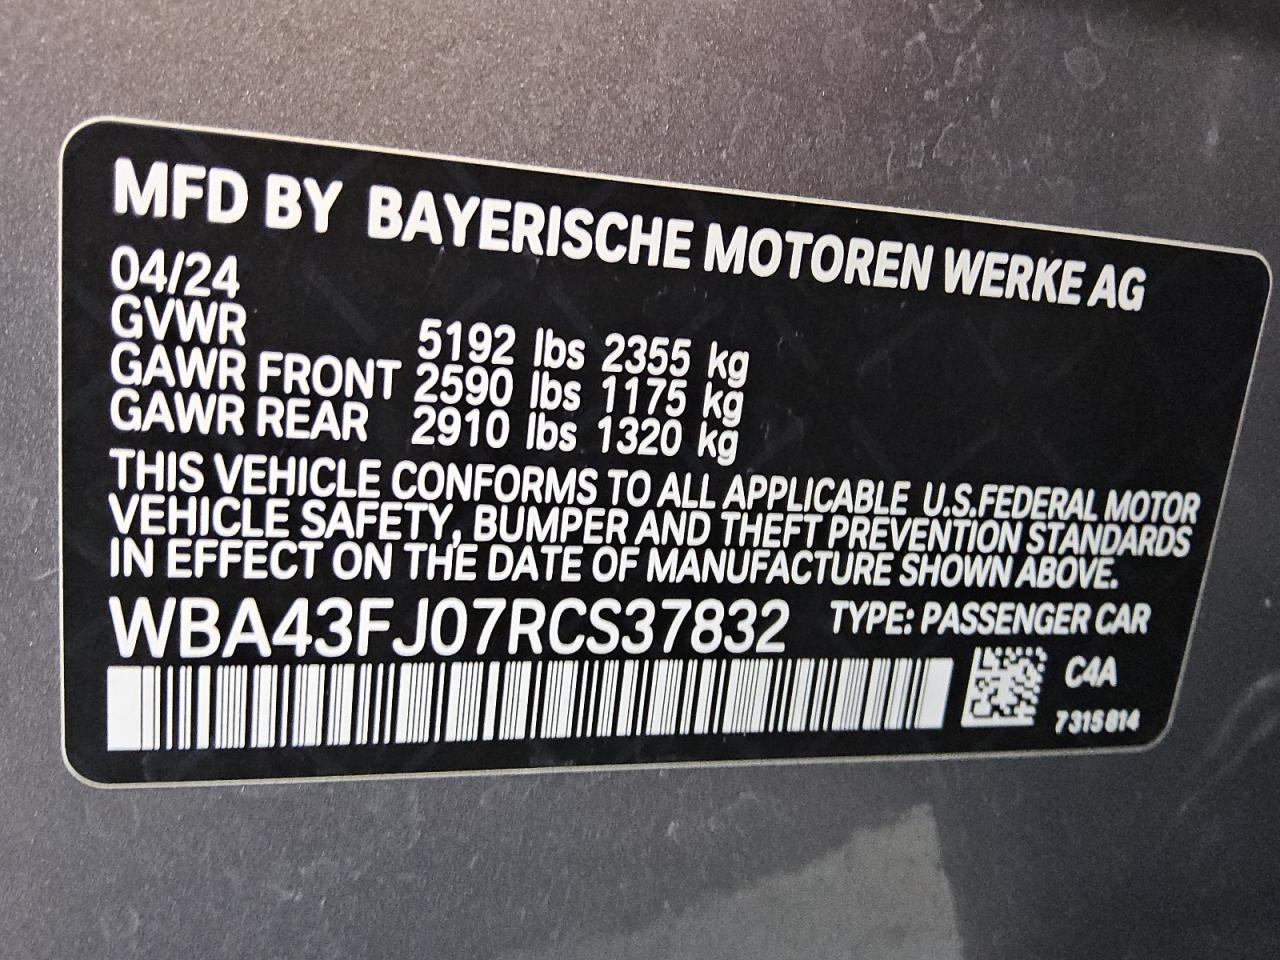 MFD BY BAYERISCHE MOTOREN WERKE AG
04/24
GVWR 5192 lbs 2355 kg
GAWR FRONT 2590 lbs 1175 kg
GAWR REAR 2910 lbs 1320 kg
THIS VEHICLE CONFORMS TO ALL APPLICABLE U.S.FEDERAL MOTOR
VEHICLE SAFETY, BUMPER AND THEFT PREVENTION STANDARDS
IN EFFECT ON THE DATE OF MANUFACTURE SHOWN ABOVE.
WBA43FJ07RCS37832 TYPE: PASSENGER CAR
C4A
7315814